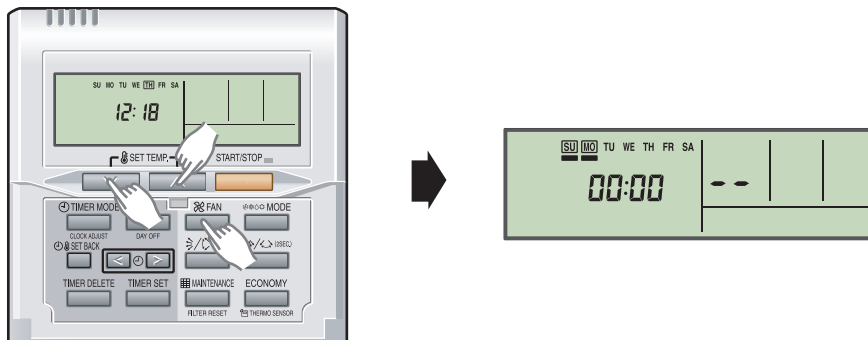 SU MO TU WE TH FR SA
12:18
SET TEMP. START/STOP
TIMER MODE FAN MODE
CLOCK ADJUST DAY OFF
SET BACK (2SEC.)
TIMER DELETE TIMER SET MAINTENANCE ECONOMY
FILTER RESET THERMO SENSOR
SU MO TU WE TH FR SA
00:00 --